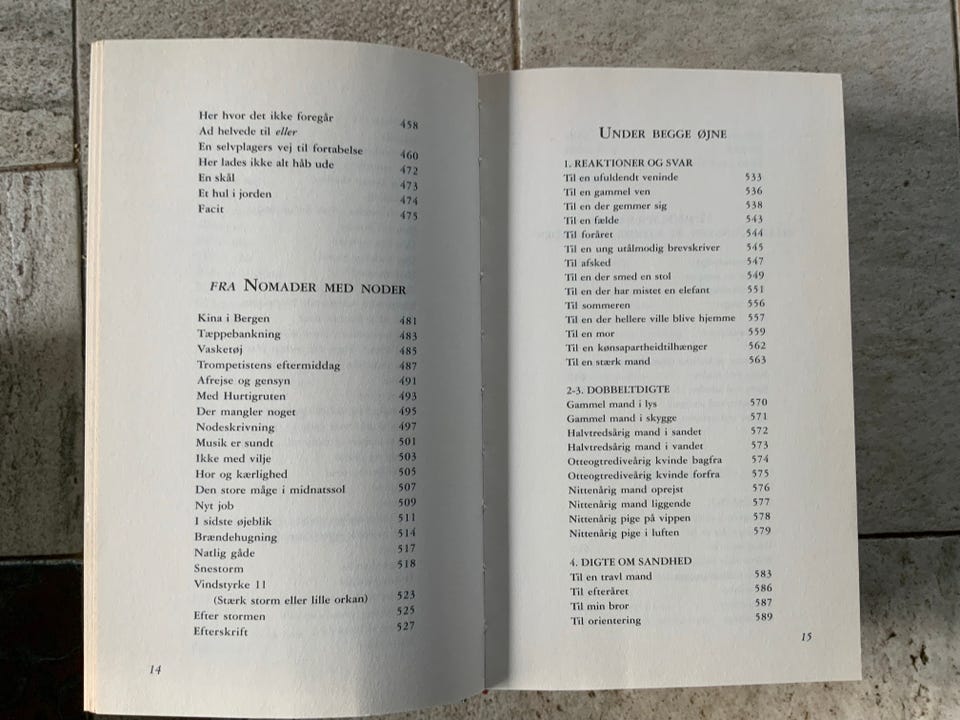 Her hvor det ikke foregår 458
Ad helvede til eller
En selvplagers vej til fortabelse 460
Her lades ikke alt håb ude 472
En skål 473
Et hul i jorden 474
Facit 475
FRA NOMADER MED NODER
Kina i Bergen 481
Tæppebankning 483
Vasketøj 485
Trompetistens eftermiddag 487
Afrejse og gensyn 491
Med Hurtigruten 493
Der mangler noget 495
Nodeskrivning 497
Musik er sundt 501
Ikke med vilje 503
Hor og kærlighed 505
Den store måge i midnatssol 507
Nyt job 509
I sidste øjeblik 511
Brændehugning 514
Natlig gåde 517
Snestorm 518
Vindstyrke 11
(Stærk storm eller lille orkan) 523
Efter stormen 525
Efterskrift 527
14
UNDER BEGGE ØJNE
1. REAKTIONER OG SVAR
Til en ufuldendt veninde 533
Til en gammel ven 536
Til en der gemmer sig 538
Til en fælde 543
Til foråret 544
Til en ung utålmodig brevskriver 545
Til afsked 547
Til en der smed en stol 549
Til en der har mistet en elefant 551
Til sommeren 556
Til en der hellere ville blive hjemme 557
Til en mor 559
Til en kønsapartheidtilhænger 562
Til en stærk mand 563
2-3. DOBBELTDIGTE
Gammel mand i lys 570
Gammel mand i skygge 571
Halvtredsårig mand i sandet 572
Halvtredsårig mand i vandet 573
Otteogtrediveårig kvinde bagfra 574
Otteogtrediveårig kvinde forfra 575
Nittenårig mand oprejst 576
Nittenårig mand liggende 577
Nittenårig pige på vippen 578
Nittenårig pige i luften 579
4. DIGTE OM SANDHED
Til en travl mand 583
Til efteråret 586
Til min bror 587
Til orientering 589
15